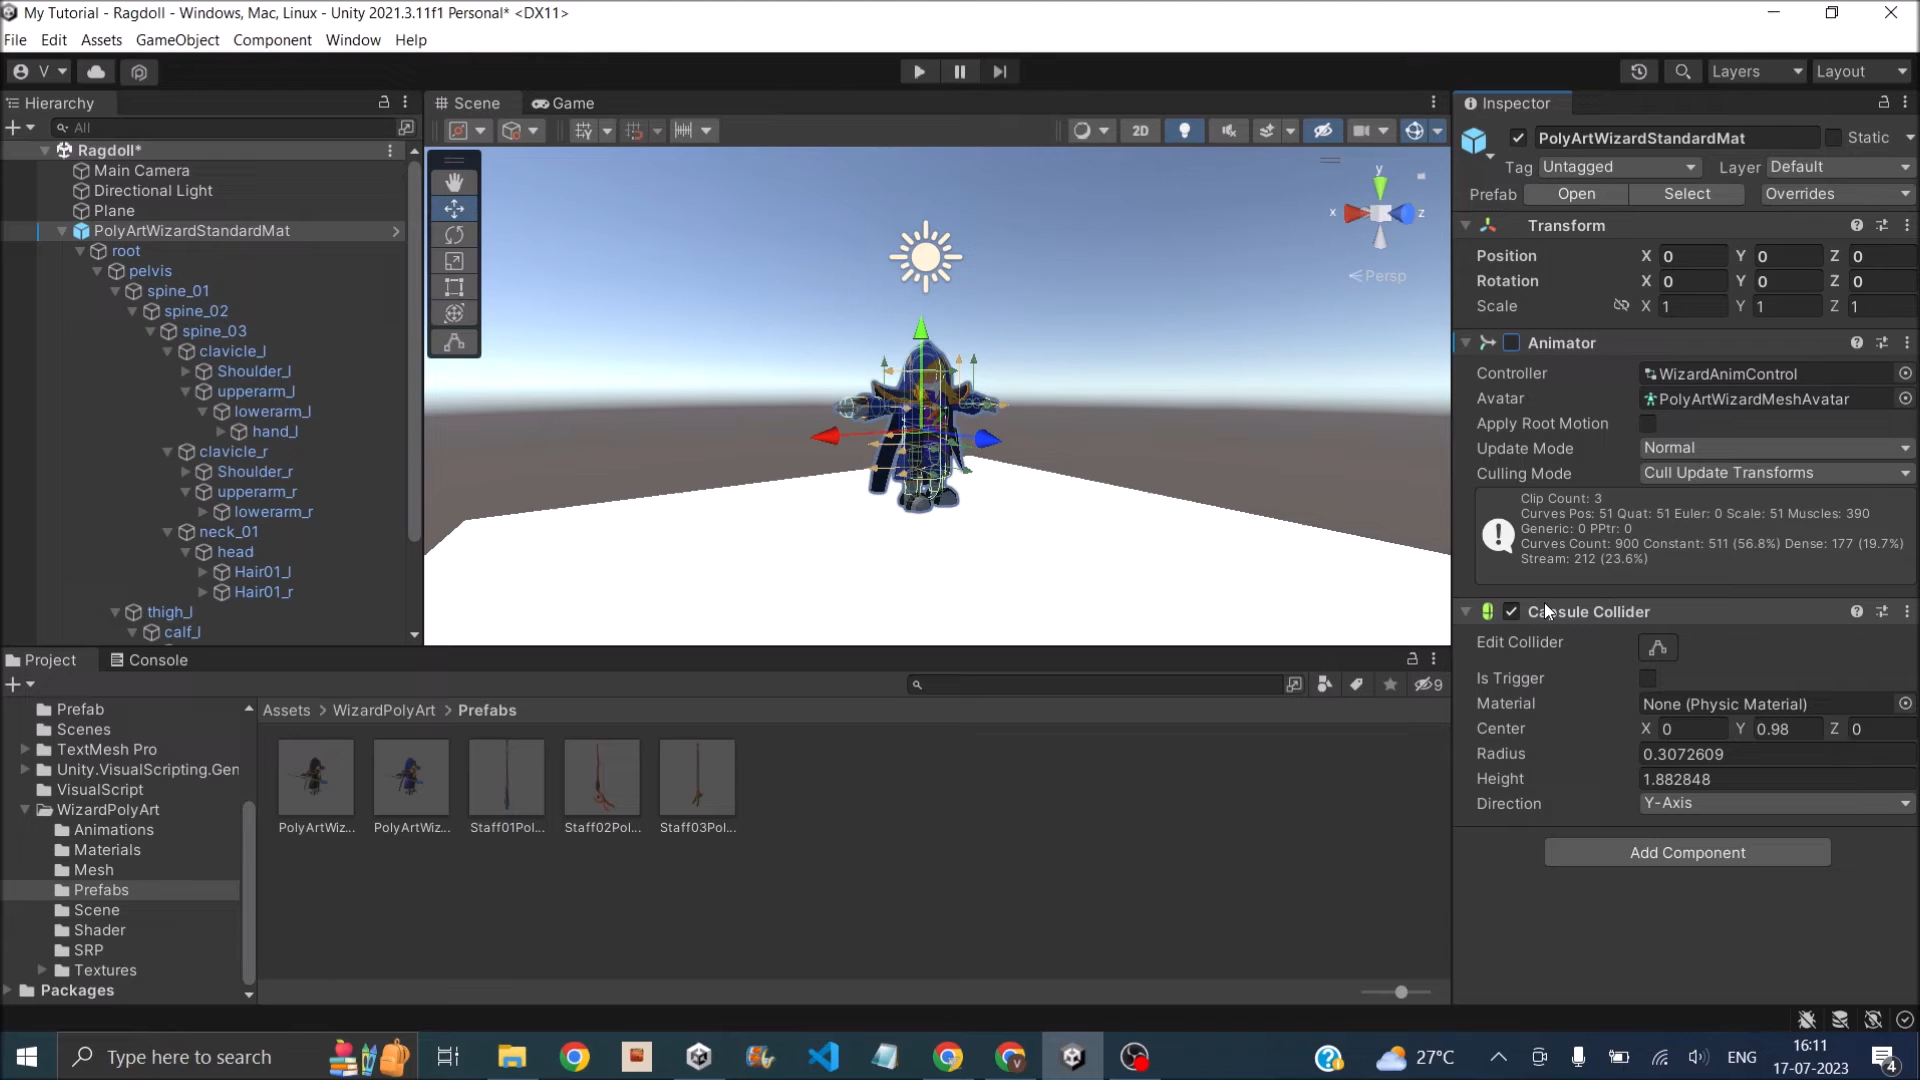 My Tutorial - Ragdoll - Windows, Mac, Linux - Unity 2021.3.11f1 Personal* <DX11>
File Edit Assets GameObject Component Window Help
V Layers Layout
Hierarchy
All
Ragdoll*
Main Camera
Directional Light
Plane
PolyArtWizardStandardMat
root
pelvis
spine_01
spine_02
spine_03
clavicle_l
Shoulder_l
upperarm_l
lowerarm_l
hand_l
clavicle_r
Shoulder_r
upperarm_r
lowerarm_r
neck_01
head
Hair01_l
Hair01_r
thigh_l
calf_l
Scene Game
2D
y
x z
Persp
Inspector
PolyArtWizardStandardMat Static
Tag Untagged Layer Default
Prefab Open Select Overrides
Transform
Position X 0 Y 0 Z 0
Rotation X 0 Y 0 Z 0
Scale X 1 Y 1 Z 1
Animator
Controller WizardAnimControl
Avatar PolyArtWizardMeshAvatar
Apply Root Motion
Update Mode Normal
Culling Mode Cull Update Transforms
Clip Count: 3
Curves Pos: 51 Quat: 51 Euler: 0 Scale: 51 Muscles: 390
Generic: 0 PPtr: 0
Curves Count: 900 Constant: 511 (56.8%) Dense: 177 (19.7%)
Stream: 212 (23.6%)
Capsule Collider
Edit Collider
Is Trigger
Material None (Physic Material)
Center X 0 Y 0.98 Z 0
Radius 0.3072609
Height 1.882848
Direction Y-Axis
Add Component
Project Console
9
Prefab
Scenes
TextMesh Pro
Unity.VisualScripting.Gen
VisualScript
WizardPolyArt
Animations
Materials
Mesh
Prefabs
Scene
Shader
SRP
Textures
Packages
Assets > WizardPolyArt > Prefabs
PolyArtWiz... PolyArtWiz... Staff01Pol... Staff02Pol... Staff03Pol...
Type here to search
27°C ENG
16:11
17-07-2023
4